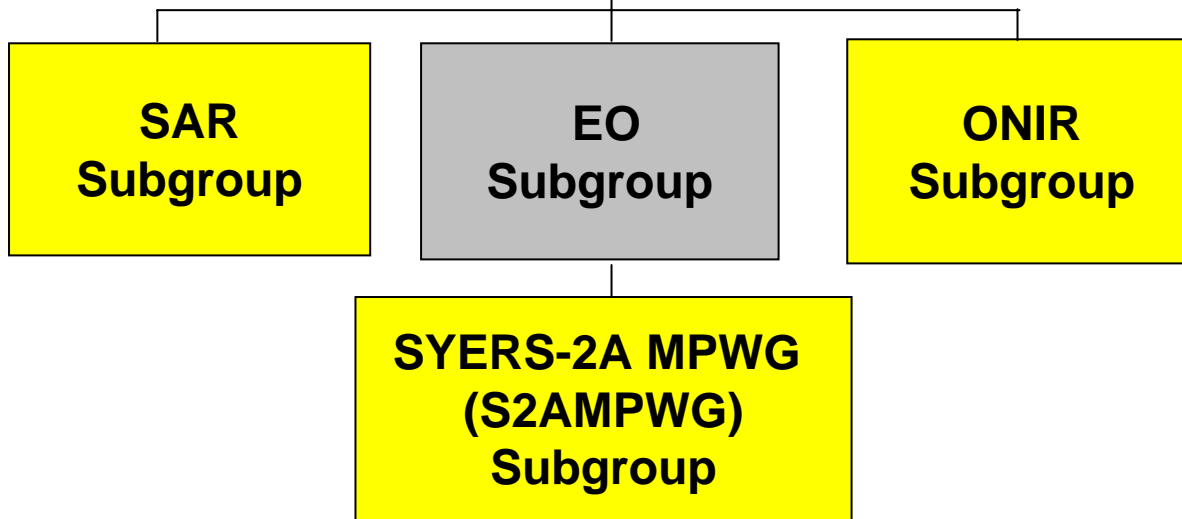 SAR
Subgroup
EO
Subgroup
ONIR
Subgroup
SYERS-2A MPWG
(S2AMPWG)
Subgroup